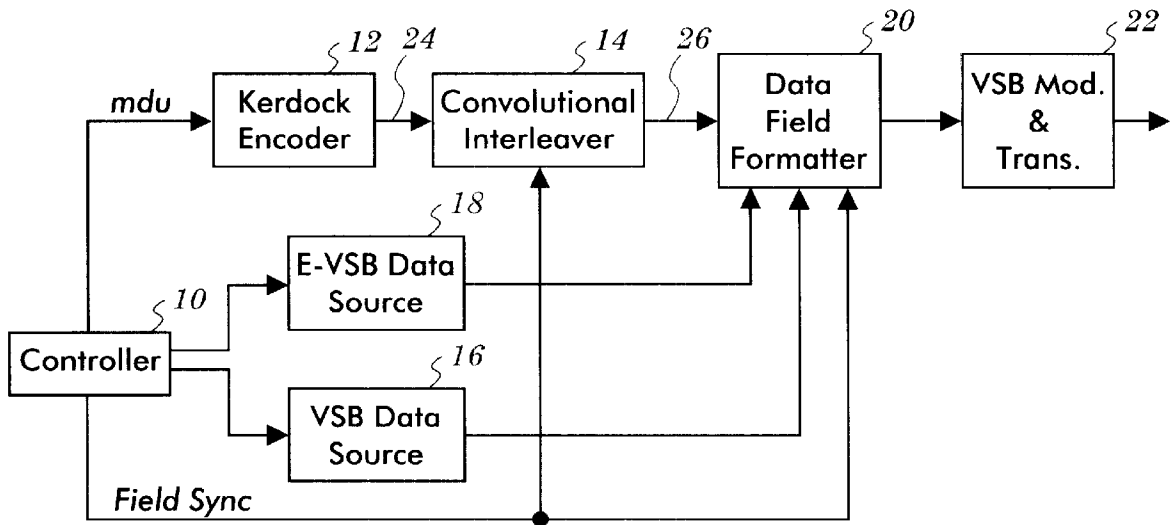 12
24
14
26
20
22
mdu
Kerdock
Encoder
Convolutional
Interleaver
Data
Field
Formatter
VSB Mod.
&
Trans.
18
E-VSB Data
Source
10
Controller
16
VSB Data
Source
Field Sync